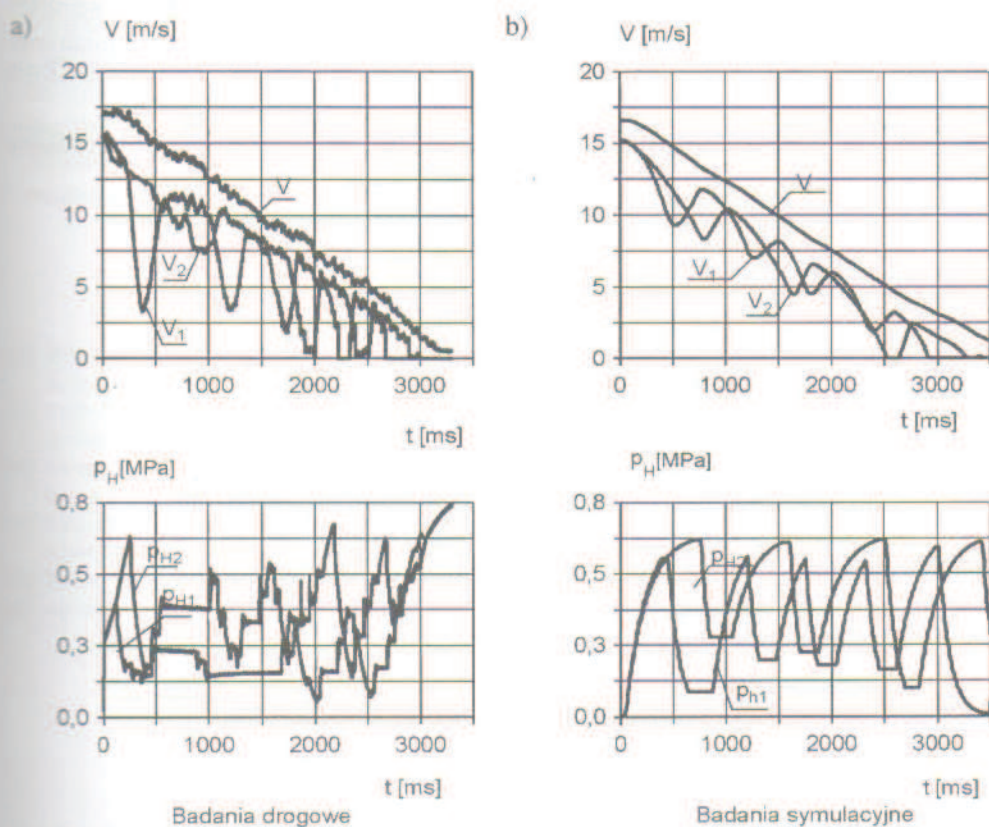 a)
V [m/s]
20
15
10
5
0
V
V2
V1
0 1000 2000 3000
t [ms]
pH[MPa]
0,8
0,5
0,3
0,0
pH2
pH1
0 1000 2000 3000
t [ms]
Badania drogowe
b)
V [m/s]
20
15
10
5
0
V
V1
V2
0 1000 2000 3000
t [ms]
pH[MPa]
0,8
0,5
0,3
0,0
ph1
0 1000 2000 3000
t [ms]
Badania symulacyjne